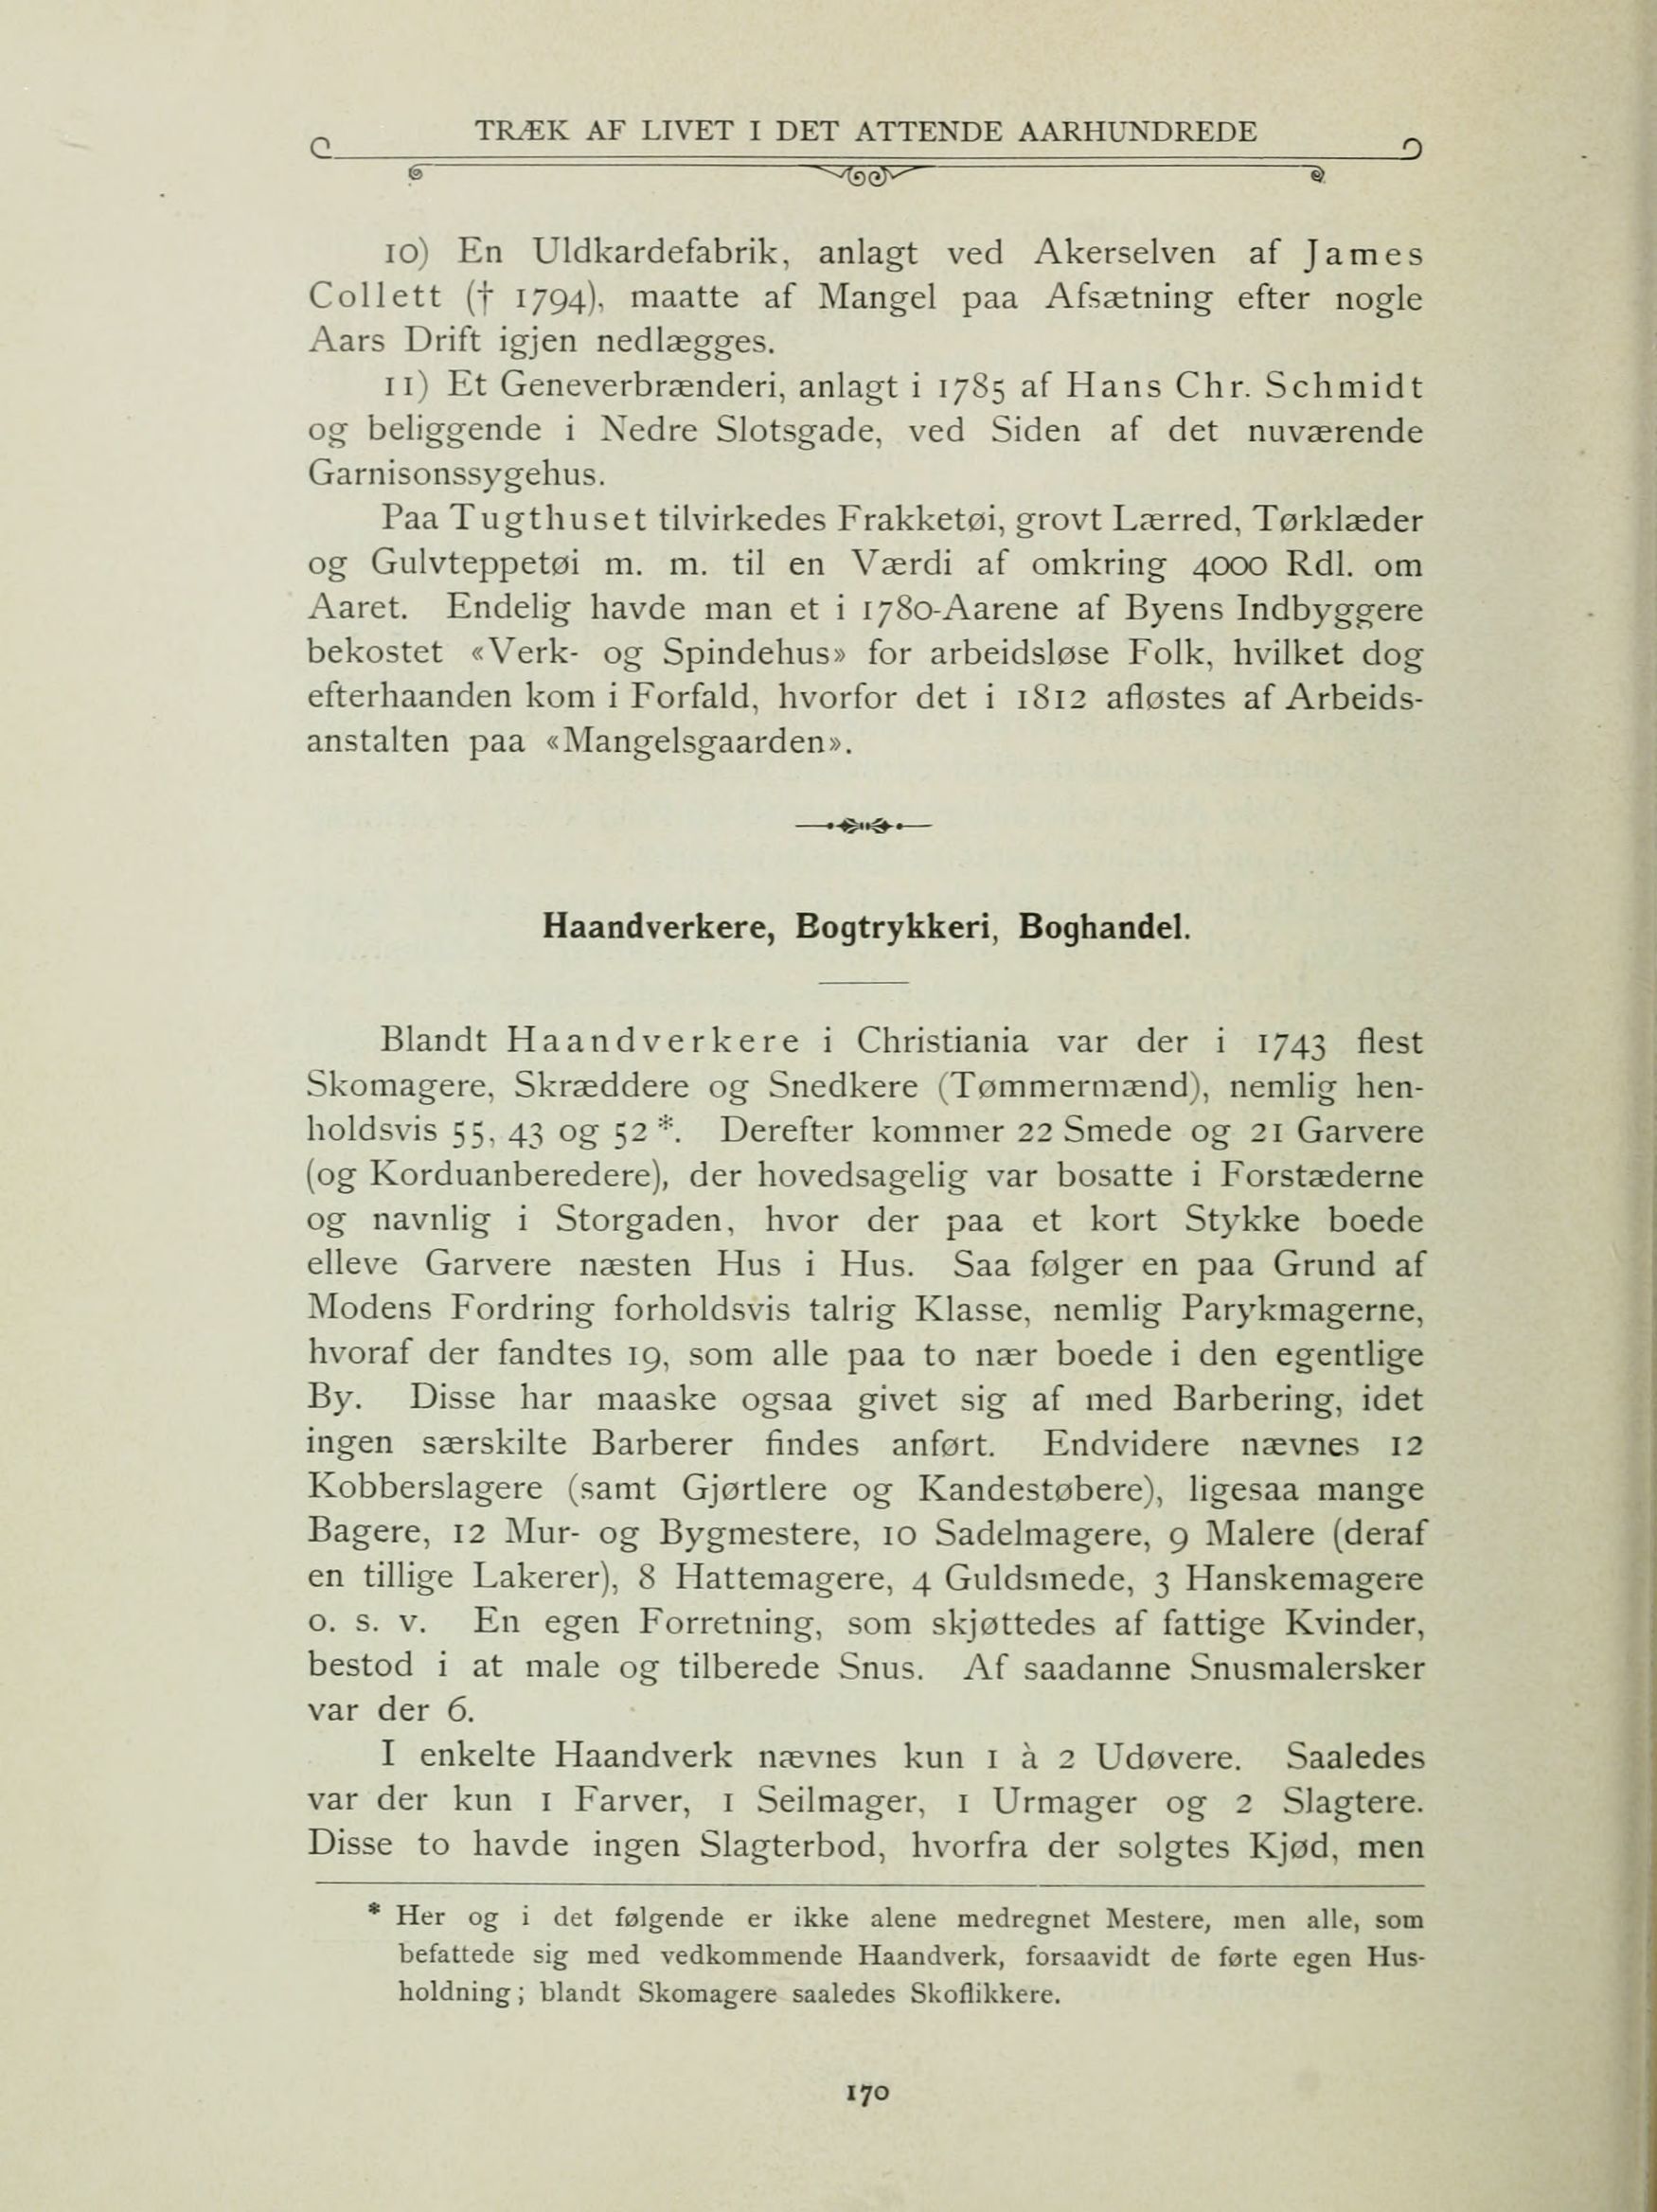 TRÆK AF LIVET I DET ATTENDE AARHUNDREDE
10) En Uldkardefabrik, anlagt ved Akerselven af James
Collett († 1794), maatte af Mangel paa Afsætning efter nogle
Aars Drift igjen nedlægges.
11) Et Geneverbrænderi, anlagt i 1785 af Hans Chr. Schmidt
og beliggende i Nedre Slotsgade, ved Siden af det nuværende
Garnisonssygehus.
Paa Tugthuset tilvirkedes Frakketøi, grovt Lærred, Tørklæder
og Gulvteppetøi m. m. til en Værdi af omkring 4000 Rdl. om
Aaret. Endelig havde man et i 1780-Aarene af Byens Indbyggere
bekostet «Verk- og Spindehus» for arbeidsløse Folk, hvilket dog
efterhaanden kom i Forfald, hvorfor det i 1812 afløstes af Arbeids-
anstalten paa «Mangelsgaarden».
Haandverkere, Bogtrykkeri, Boghandel.
Blandt Haandverkere i Christiania var der i 1743 flest
Skomagere, Skræddere og Snedkere (Tømmermænd), nemlig hen-
holdsvis 55, 43 og 52 *. Derefter kommer 22 Smede og 21 Garvere
(og Korduanberedere), der hovedsagelig var bosatte i Forstæderne
og navnlig i Storgaden, hvor der paa et kort Stykke boede
elleve Garvere næsten Hus i Hus. Saa følger en paa Grund af
Modens Fordring forholdsvis talrig Klasse, nemlig Parykmagerne,
hvoraf der fandtes 19, som alle paa to nær boede i den egentlige
By. Disse har maaske ogsaa givet sig af med Barbering, idet
ingen særskilte Barberer findes anført. Endvidere nævnes 12
Kobberslagere (samt Gjørtlere og Kandestøbere), ligesaa mange
Bagere, 12 Mur- og Bygmestere, 10 Sadelmagere, 9 Malere (deraf
en tillige Lakerer), 8 Hattemagere, 4 Guldsmede, 3 Hanskemagere
o. s. v. En egen Forretning, som skjøttedes af fattige Kvinder,
bestod i at male og tilberede Snus. Af saadanne Snusmalersker
var der 6.
I enkelte Haandverk nævnes kun 1 à 2 Udøvere. Saaledes
var der kun 1 Farver, 1 Seilmager, 1 Urmager og 2 Slagtere.
Disse to havde ingen Slagterbod, hvorfra der solgtes Kjød, men
* Her og i det følgende er ikke alene medregnet Mestere, men alle, som
befattede sig med vedkommende Haandverk, forsaavidt de førte egen Hus-
holdning; blandt Skomagere saaledes Skoflikkere.
170